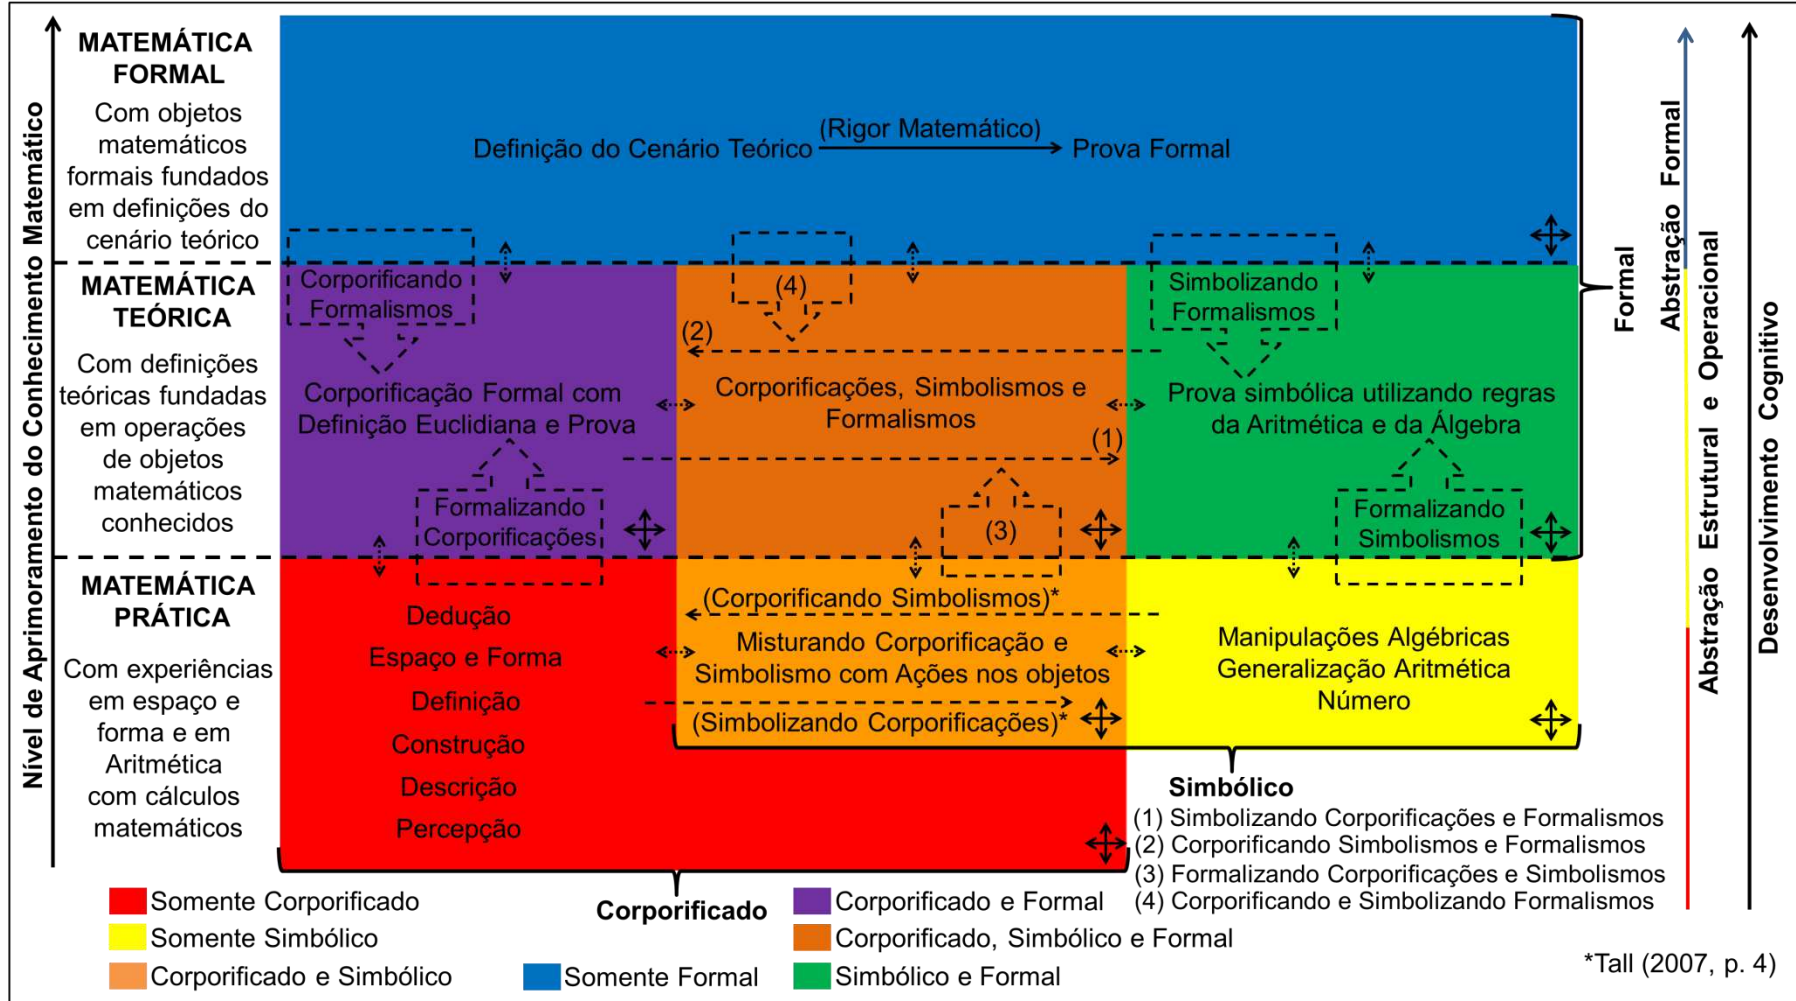 Nível de Aprimoramento do Conhecimento Matemático
MATEMÁTICA
FORMAL
Com objetos
matemáticos
formais fundados
em definições do
cenário teórico
MATEMÁTICA
TEÓRICA
Com definições
teóricas fundadas
em operações
de objetos
matemáticos
conhecidos
MATEMÁTICA
PRÁTICA
Com experiências
em espaço e
forma e em
Aritmética
com cálculos
matemáticos
Definição do Cenário Teórico
(Rigor Matemático)
Prova Formal
Corporificando
Formalismos
(4)
Simbolizando
Formalismos
(2)
Corporificação Formal com
Definição Euclidiana e Prova
Corporificações, Simbolismos e
Formalismos
Prova simbólica utilizando regras
da Aritmética e da Álgebra
(1)
Formalizando
Corporificações
(3)
Formalizando
Simbolismos
Dedução
Espaço e Forma
Definição
Construção
Descrição
Percepção
(Corporificando Simbolismos)*
Misturando Corporificação e
Simbolismo com Ações nos objetos
(Simbolizando Corporificações)*
Manipulações Algébricas
Generalização Aritmética
Número
Formal
Abstração Formal
Abstração Estrutural e Operacional
Desenvolvimento Cognitivo
Simbólico
(1) Simbolizando Corporificações e Formalismos
(2) Corporificando Simbolismos e Formalismos
(3) Formalizando Corporificações e Simbolismos
(4) Corporificando e Simbolizando Formalismos
Corporificado
Somente Corporificado
Somente Simbólico
Corporificado e Simbólico
Somente Formal
Corporificado e Formal
Corporificado, Simbólico e Formal
Simbólico e Formal
*Tall (2007, p. 4)